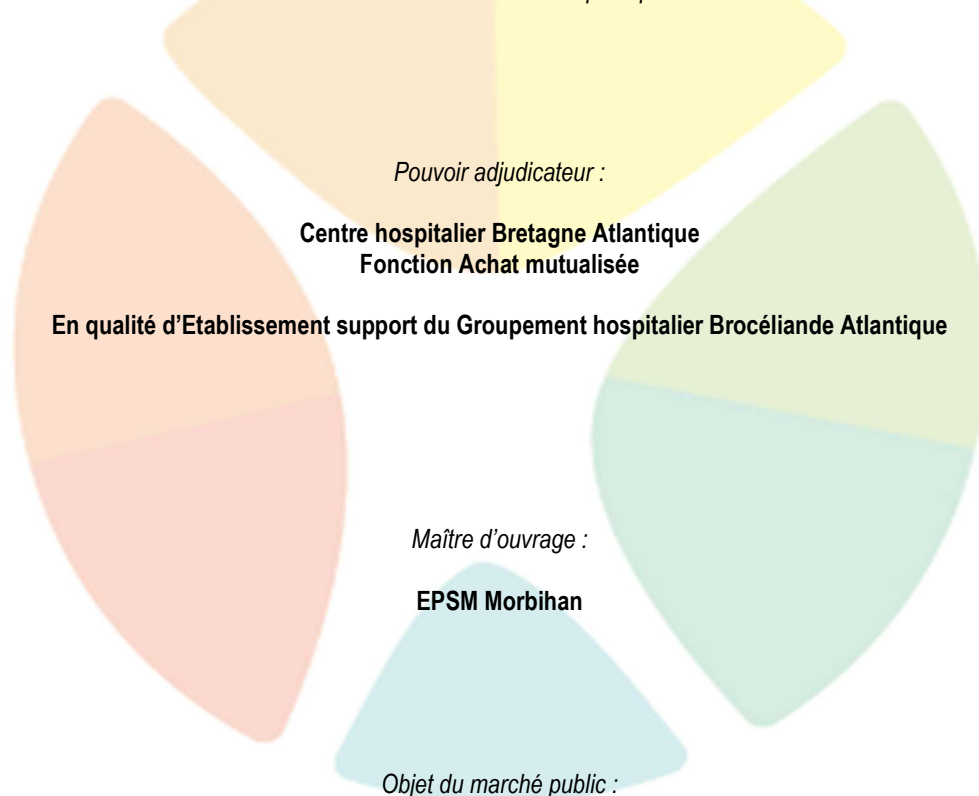 Pouvoir adjudicateur :
Centre hospitalier Bretagne Atlantique
Fonction Achat mutualisée
En qualité d'Etablissement support du Groupement hospitalier Brocéliande Atlantique
Maître d'ouvrage :
EPSM Morbihan
Objet du marché public :